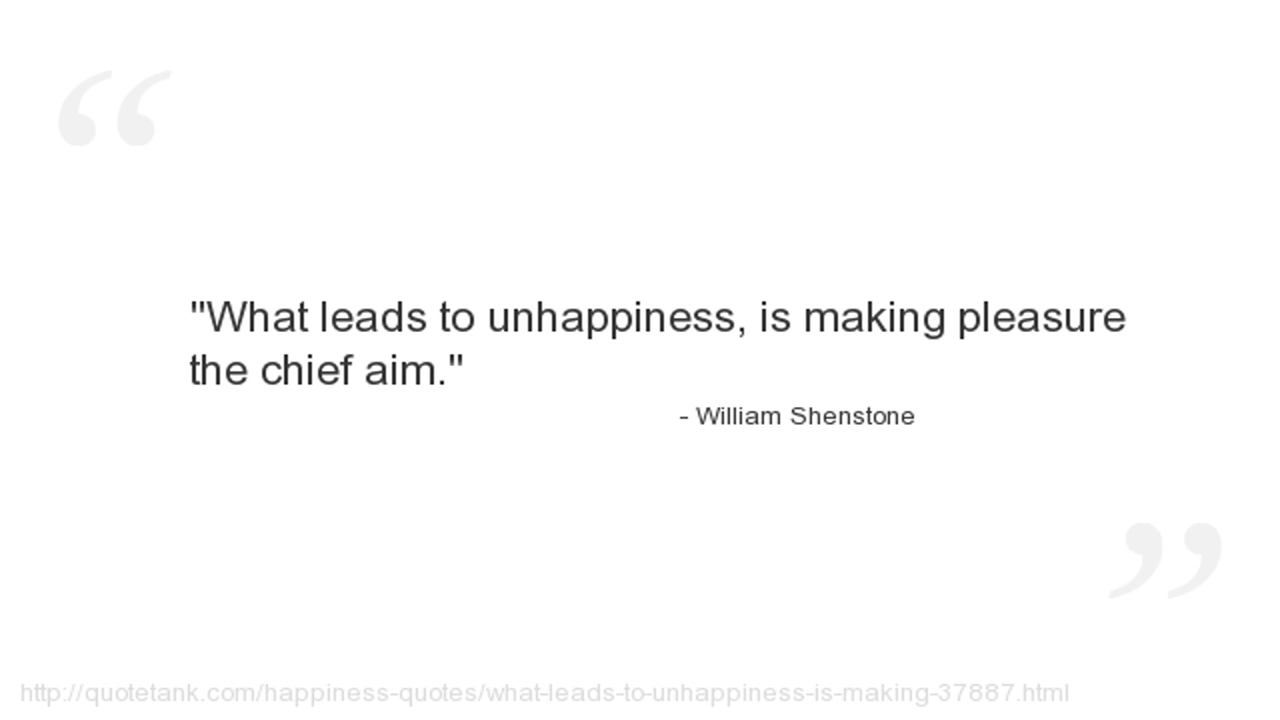 "What leads to unhappiness, is making pleasure
the chief aim."
- William Shenstone
http://quotetank.com/happiness-quotes/what-leads-to-unhappiness-is-making-37887.html